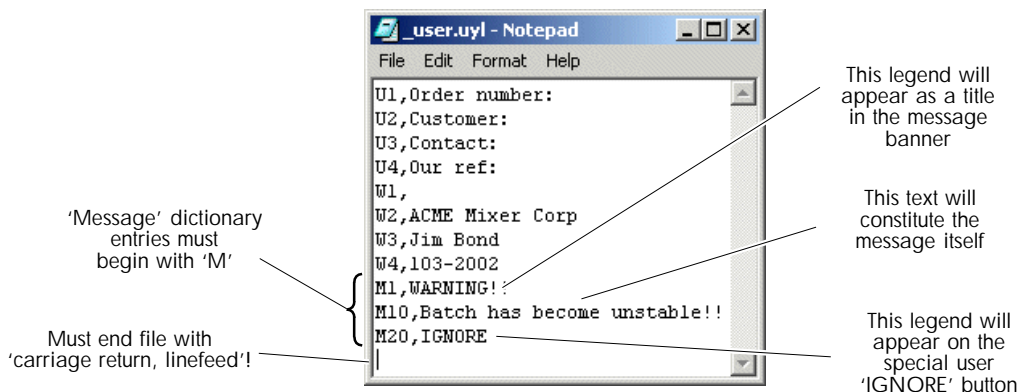 _user.uyl - Notepad
File Edit Format Help
U1,Order number:
U2,Customer:
U3,Contact:
U4,Our ref:
W1,
W2,ACME Mixer Corp
W3,Jim Bond
W4,103-2002
M1,WARNING!!
M10,Batch has become unstable!!
M20,IGNORE
‘Message’ dictionary
entries must
begin with ‘M’
Must end file with
‘carriage return, linefeed’!
This legend will
appear as a title
in the message
banner
This text will
constitute the
message itself
This legend will
appear on the
special user
‘IGNORE’ button